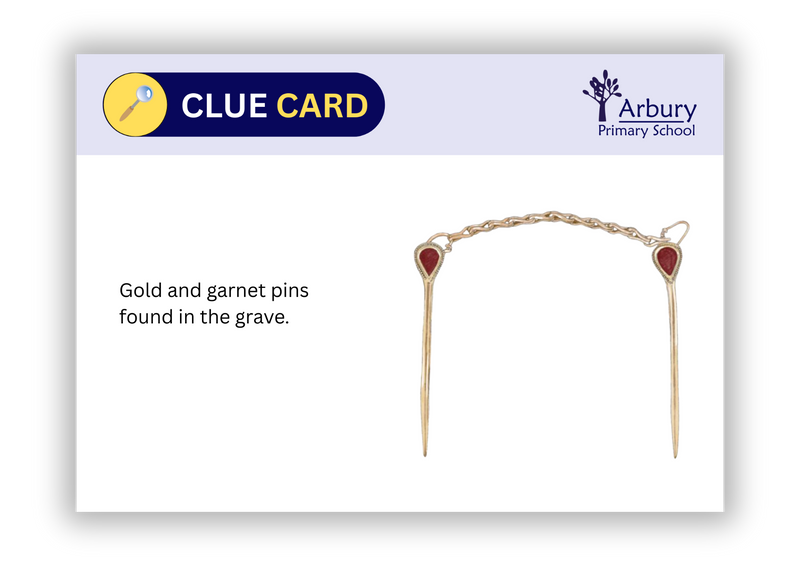 CLUE CARD
Arbury
Primary School
Gold and garnet pins
found in the grave.